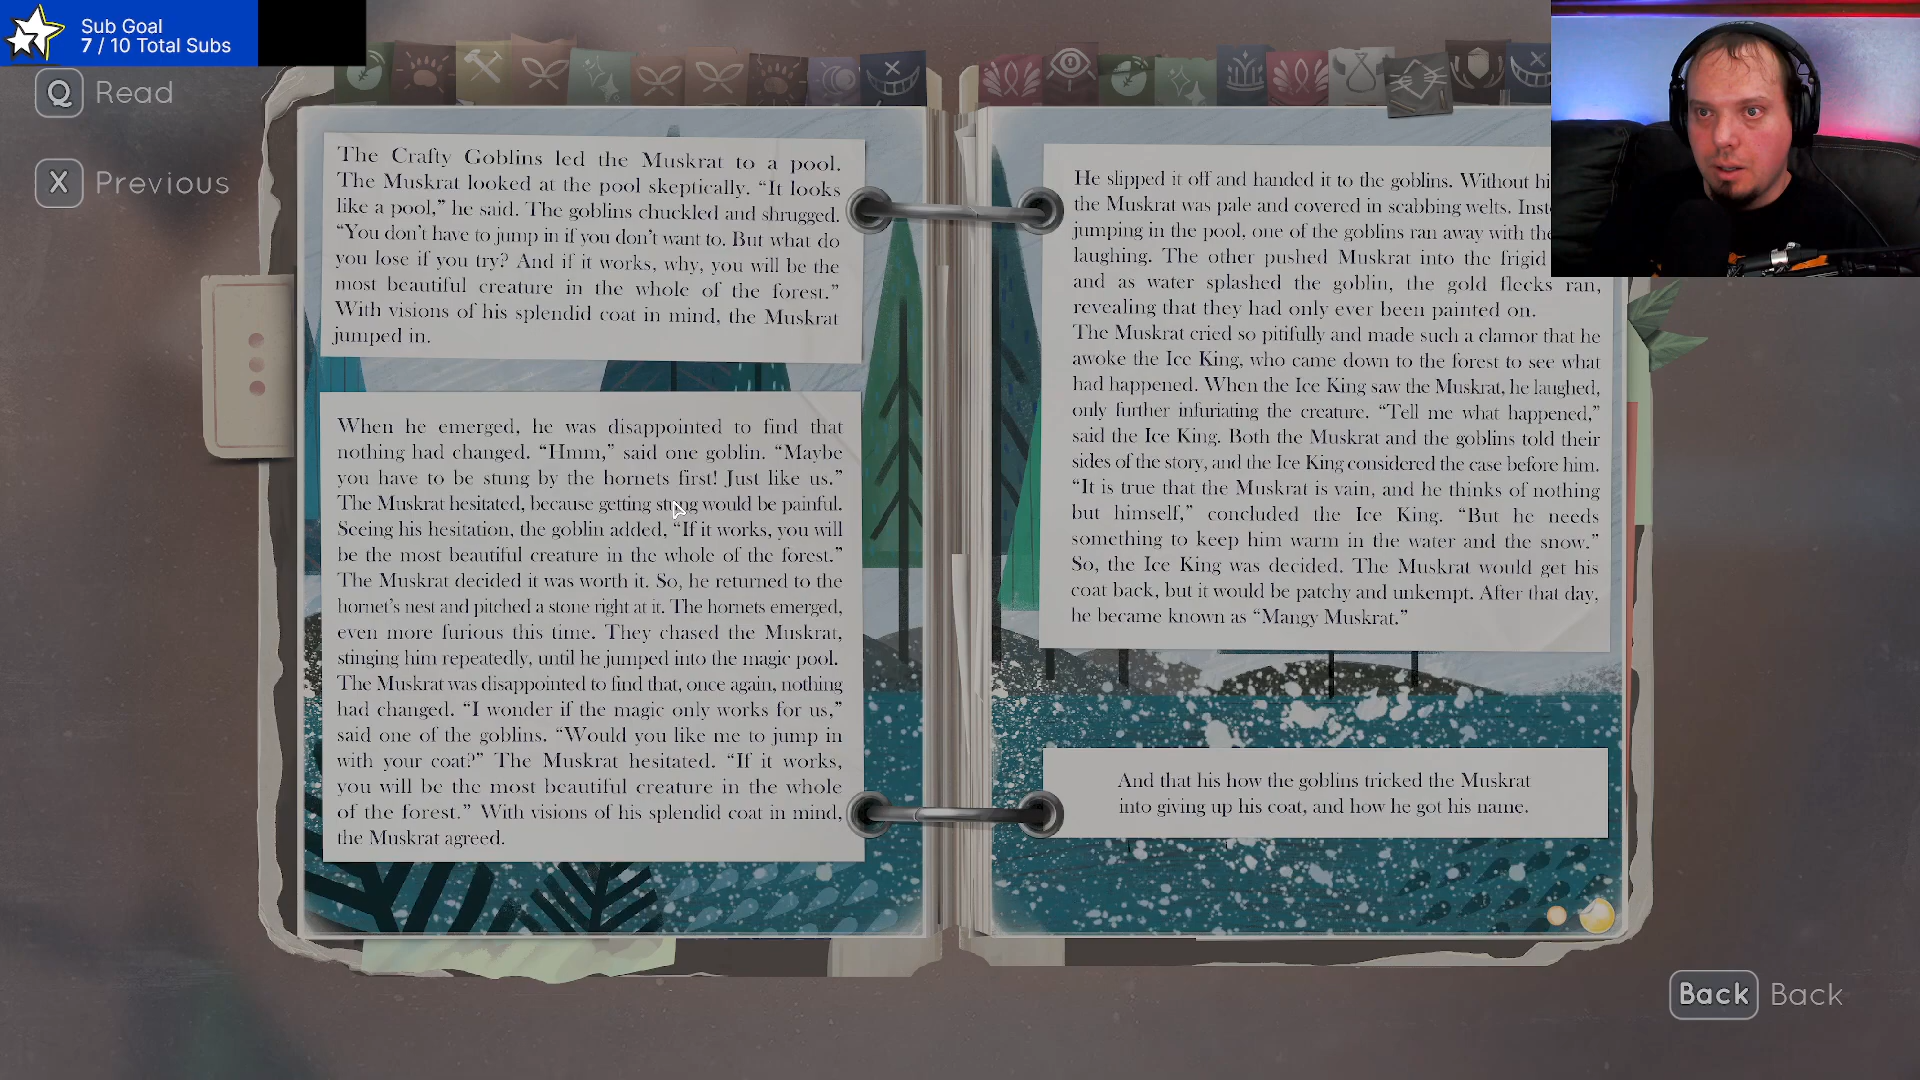 Sub Goal
7 / 10 Total Subs
Q Read
X Previous
The Crafty Goblins led the Muskrat to a pool.
The Muskrat looked at the pool skeptically. “It looks
like a pool,” he said. The goblins chuckled and shrugged.
“You don’t have to jump in if you don’t want to. But what do
you lose if you try? And if it works, why, you will be the
most beautiful creature in the whole of the forest.”
With visions of his splendid coat in mind, the Muskrat
jumped in.
When he emerged, he was disappointed to find that
nothing had changed. “Hmm,” said one goblin. “Maybe
you have to be stung by the hornets first! Just like us.”
The Muskrat hesitated, because getting stung would be painful.
Seeing his hesitation, the goblin added, “If it works, you will
be the most beautiful creature in the whole of the forest.”
The Muskrat decided it was worth it. So, he returned to the
hornet’s nest and pitched a stone right at it. The hornets emerged,
even more furious this time. They chased the Muskrat,
stinging him repeatedly, until he jumped into the magic pool.
The Muskrat was disappointed to find that, once again, nothing
had changed. “I wonder if the magic only works for us,”
said one of the goblins. “Would you like me to jump in
with your coat?” The Muskrat hesitated. “If it works,
you will be the most beautiful creature in the whole
of the forest.” With visions of his splendid coat in mind,
the Muskrat agreed.
He slipped it off and handed it to the goblins. Without
the Muskrat was pale and covered in scabbing welts.
jumping in the pool, one of the goblins ran away with
laughing. The other pushed Muskrat into the frigid
and as water splashed the goblin, the gold flecks ran,
revealing that they had only ever been painted on.
The Muskrat cried so pitifully and made such a clamor that he
awoke the Ice King, who came down to the forest to see what
had happened. When the Ice King saw the Muskrat, he laughed,
only further infuriating the creature. “Tell me what happened,”
said the Ice King. Both the Muskrat and the goblins told their
sides of the story, and the Ice King considered the case before him.
“It is true that the Muskrat is vain, and he thinks of nothing
but himself,” concluded the Ice King. “But he needs
something to keep him warm in the water and the snow.”
So, the Ice King was decided. The Muskrat would get his
coat back, but it would be patchy and unkempt. After that day,
he became known as “Mangy Muskrat.”
And that his how the goblins tricked the Muskrat
into giving up his coat, and how he got his name.
Back Back